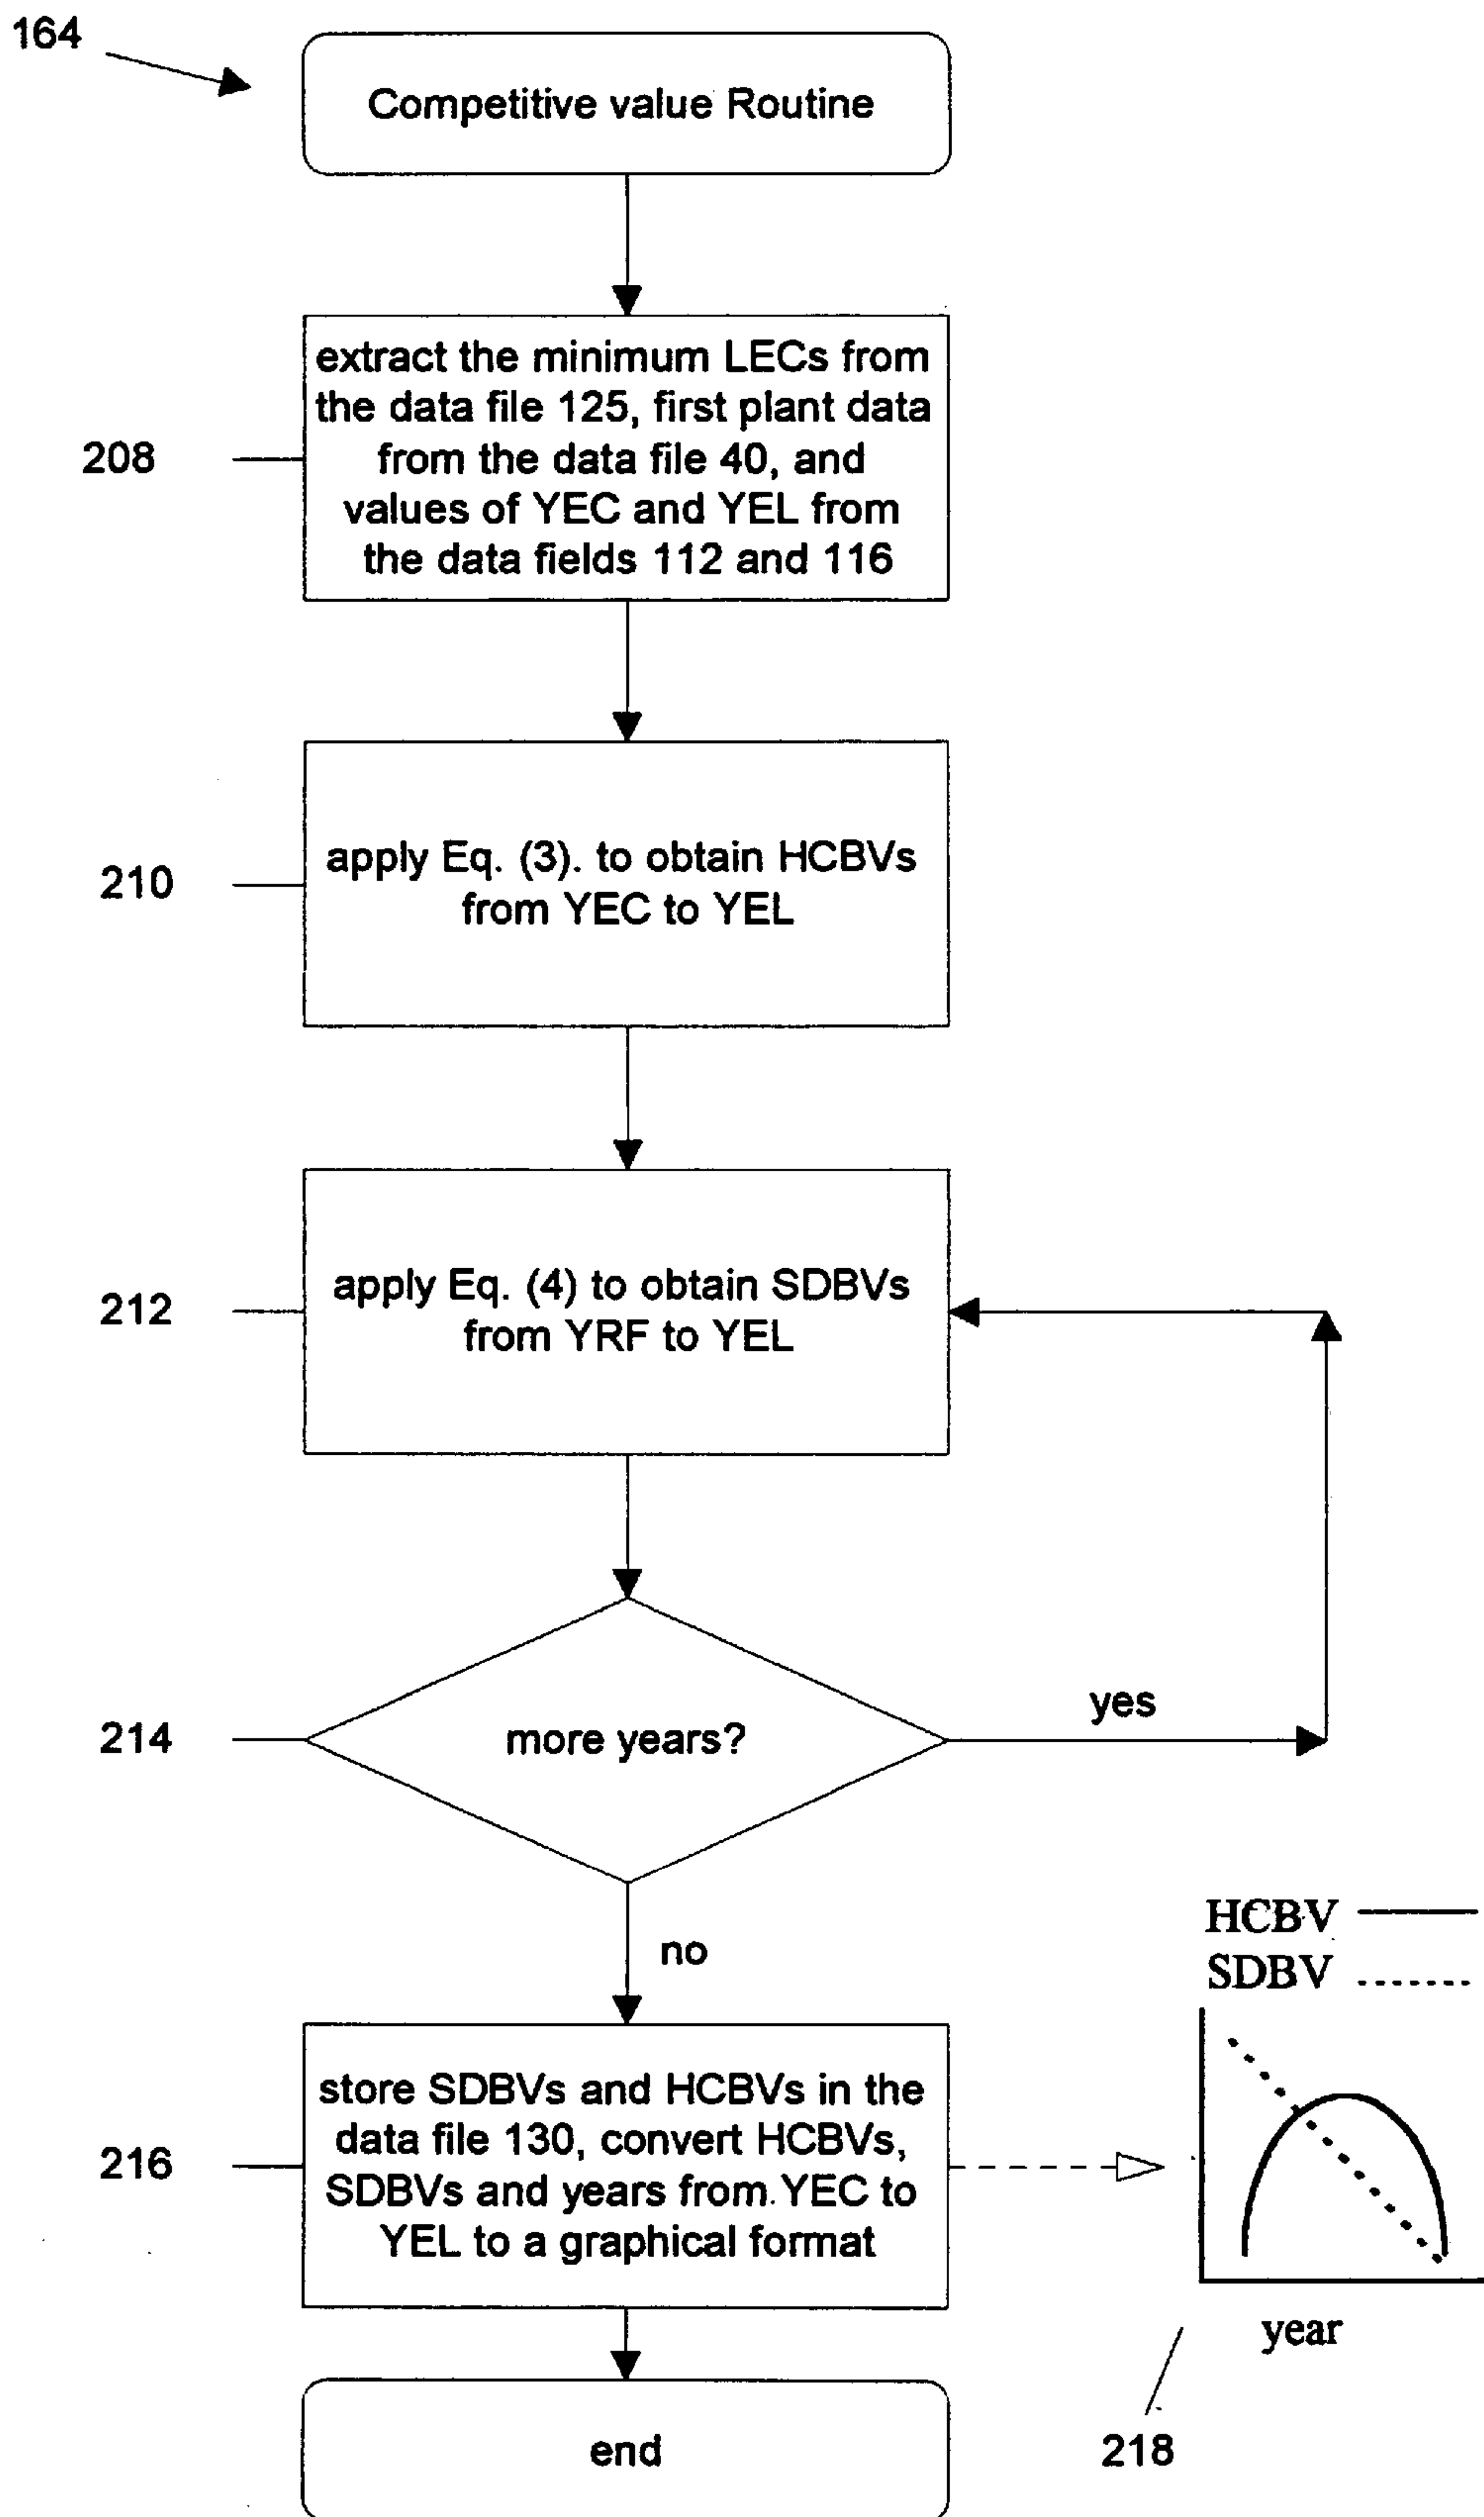 164
Competitive value Routine
extract the minimum LECs from
the data file 125, first plant data
from the data file 40, and
values of YEC and YEL from
the data fields 112 and 116
208
apply Eq. (3). to obtain HCBVs
from YEC to YEL
210
apply Eq. (4) to obtain SDBVs
from YRF to YEL
212
more years?
214
yes
no
HCBV
SDBV
store SDBVs and HCBVs in the
data file 130, convert HCBVs,
SDBVs and years from YEC to
YEL to a graphical format
216
year
218
end